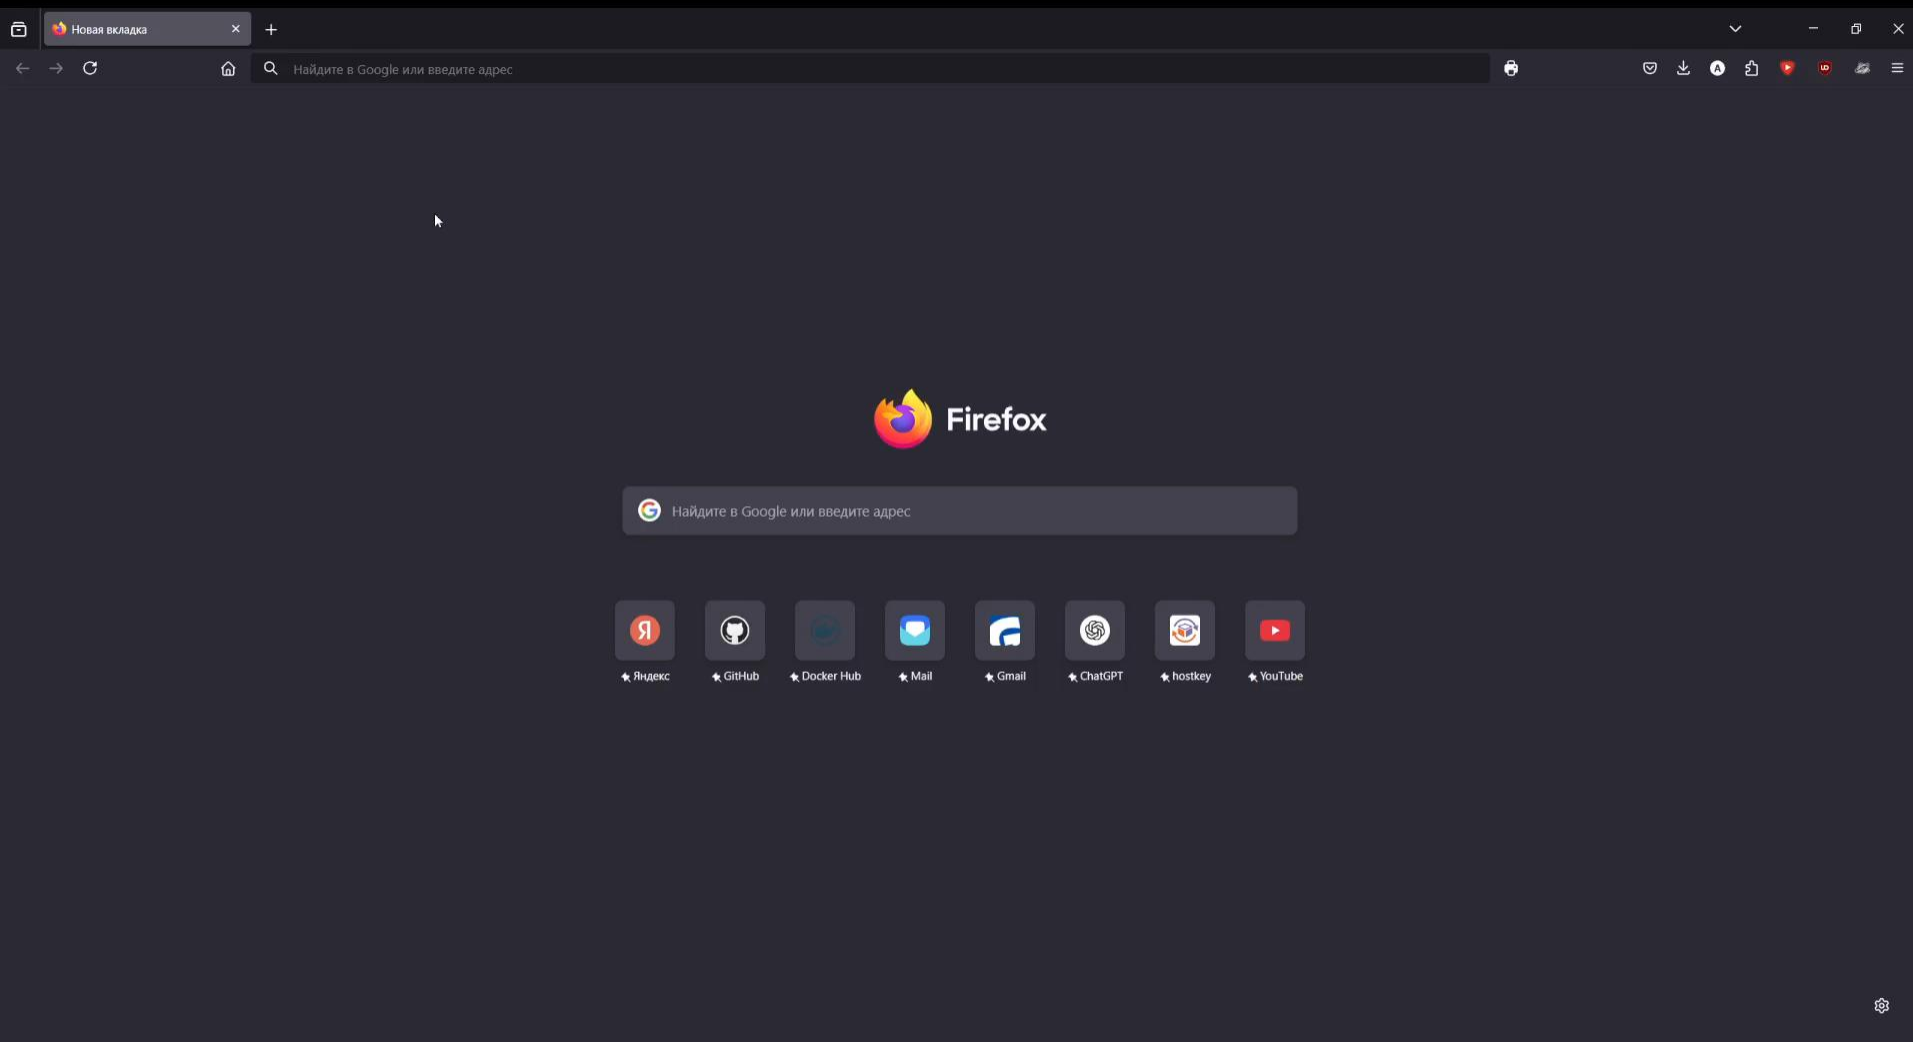 Новая вкладка
Найдите в Google или введите адрес
Firefox
Найдите в Google или введите адрес
Яндекс
GitHub
Docker Hub
Mail
Gmail
ChatGPT
hostkey
YouTube